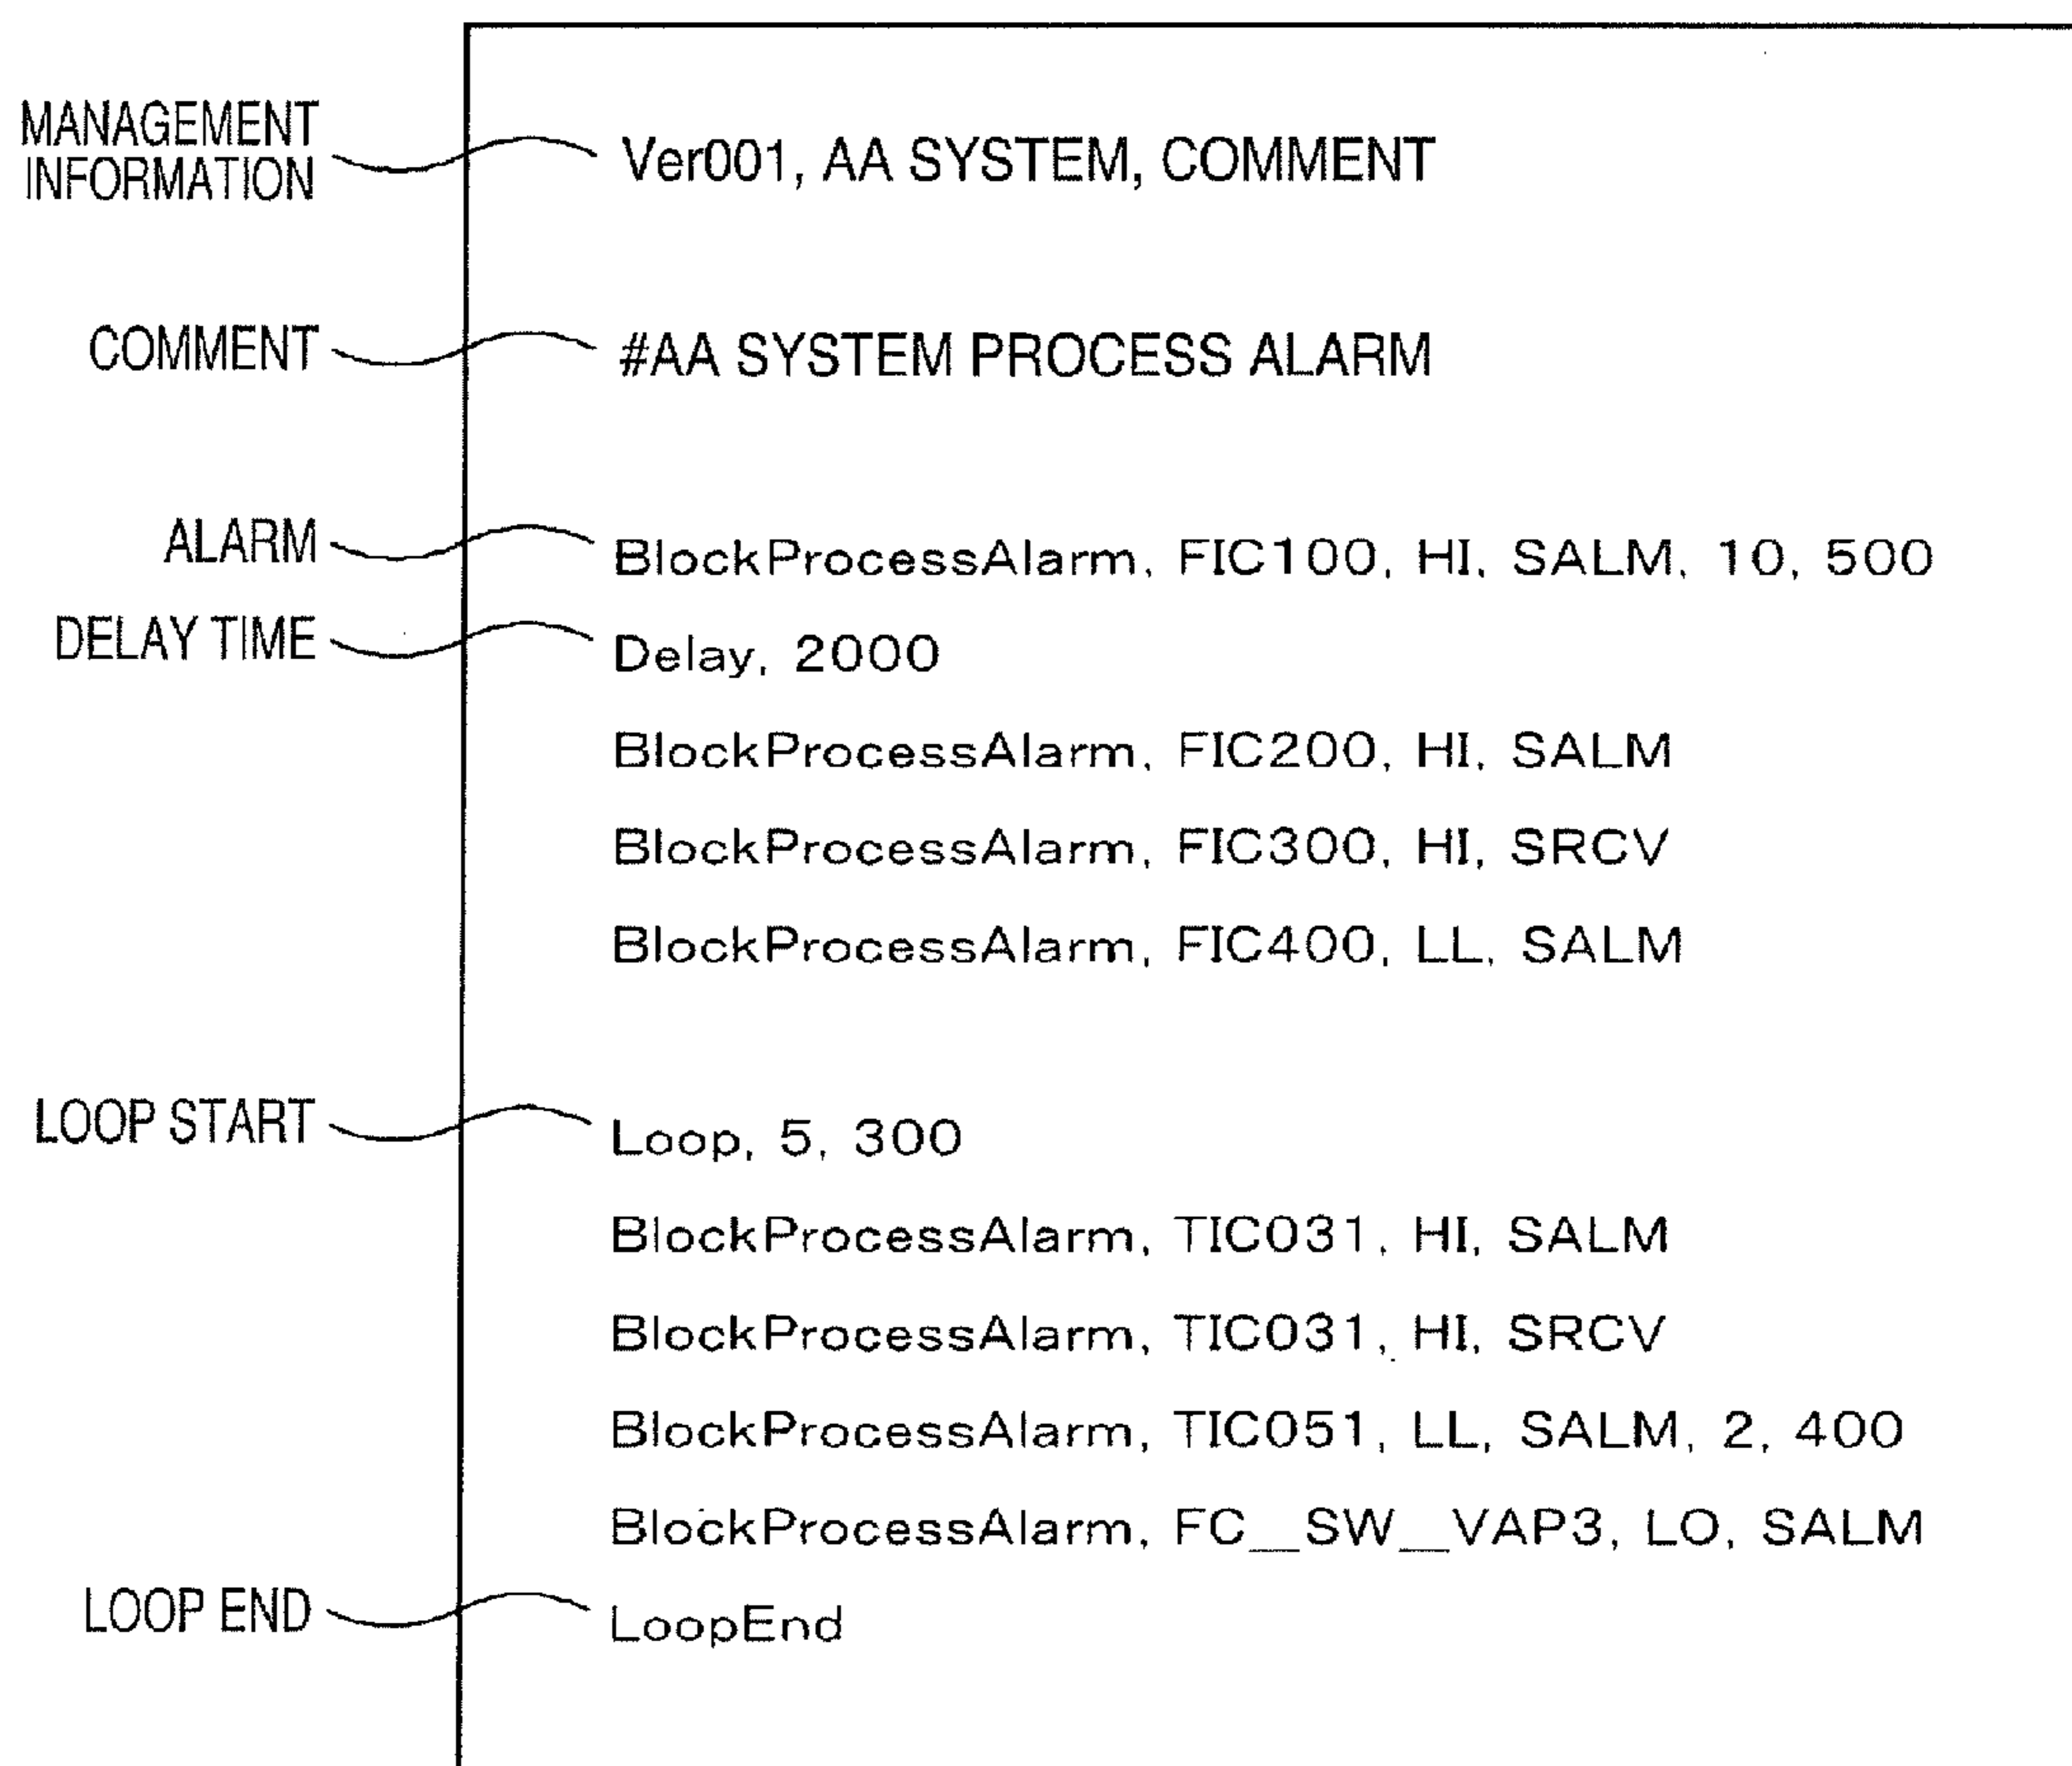 MANAGEMENT
INFORMATION
Ver001, AA SYSTEM, COMMENT
COMMENT
#AA SYSTEM PROCESS ALARM
ALARM
BlockProcessAlarm, FIC100, HI, SALM, 10, 500
DELAY TIME
Delay, 2000
BlockProcessAlarm, FIC200, HI, SALM
BlockProcessAlarm, FIC300, HI, SRCV
BlockProcessAlarm, FIC400, LL, SALM
LOOP START
Loop, 5, 300
BlockProcessAlarm, TIC031, HI, SALM
BlockProcessAlarm, TIC031, HI, SRCV
BlockProcessAlarm, TIC051, LL, SALM, 2, 400
BlockProcessAlarm, FC_SW_VAP3, LO, SALM
LOOP END
LoopEnd